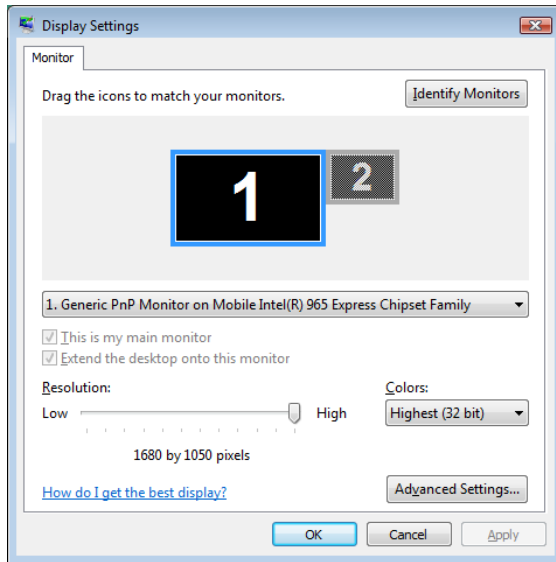 Display Settings
Monitor
Drag the icons to match your monitors.
Identify Monitors
1
2
1. Generic PnP Monitor on Mobile Intel(R) 965 Express Chipset Family
This is my main monitor
Extend the desktop onto this monitor
Resolution:
Colors:
Low
High
Highest (32 bit)
1680 by 1050 pixels
How do I get the best display?
Advanced Settings...
OK
Cancel
Apply